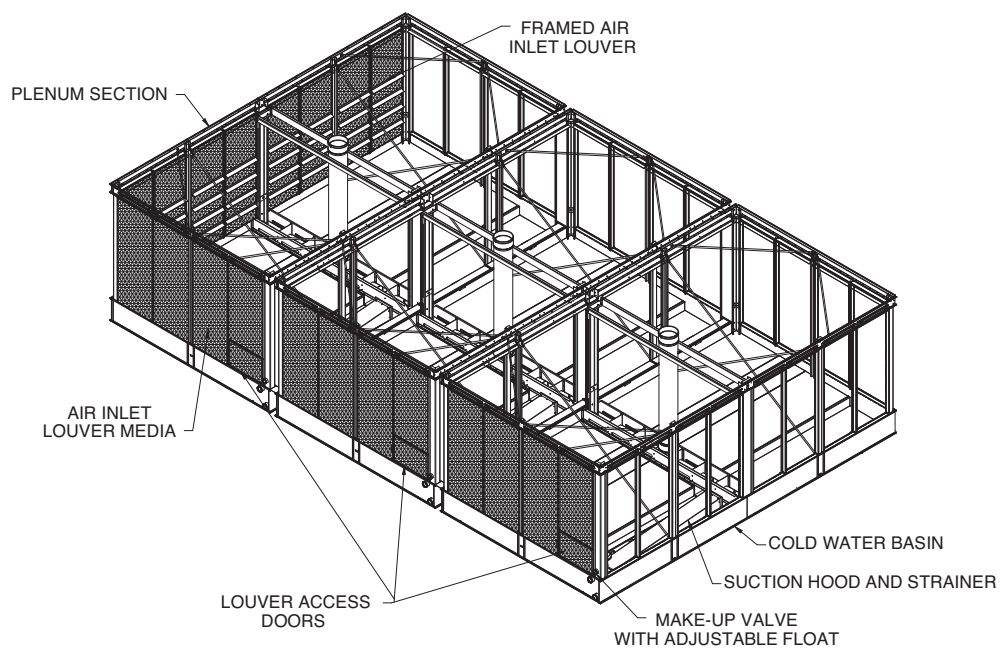 FRAMED AIR
INLET LOUVER
PLENUM SECTION
AIR INLET
LOUVER MEDIA
COLD WATER BASIN
SUCTION HOOD AND STRAINER
LOUVER ACCESS
DOORS
MAKE-UP VALVE
WITH ADJUSTABLE FLOAT